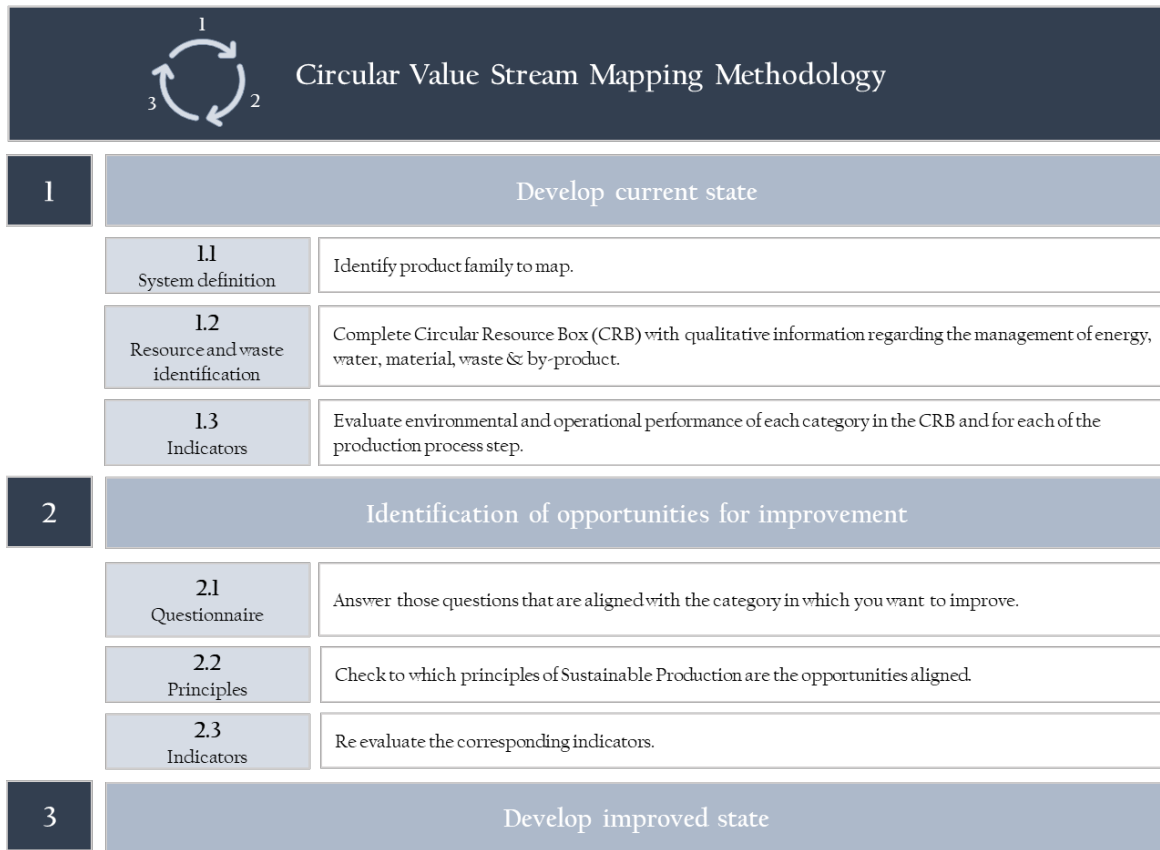 1
Circular Value Stream Mapping Methodology
3
2
1
Develop current state
1.1
System definition
Identify product family to map.
1.2
Resource and waste
identification
Complete Circular Resource Box (CRB) with qualitative information regarding the management of energy,
water, material, waste & by-product.
1.3
Indicators
Evaluate environmental and operational performance of each category in the CRB and for each of the
production process step.
2
Identification of opportunities for improvement
2.1
Questionnaire
Answer those questions that are aligned with the category in which you want to improve.
2.2
Principles
Check to which principles of Sustainable Production are the opportunities aligned.
2.3
Indicators
Re evaluate the corresponding indicators.
3
Develop improved state